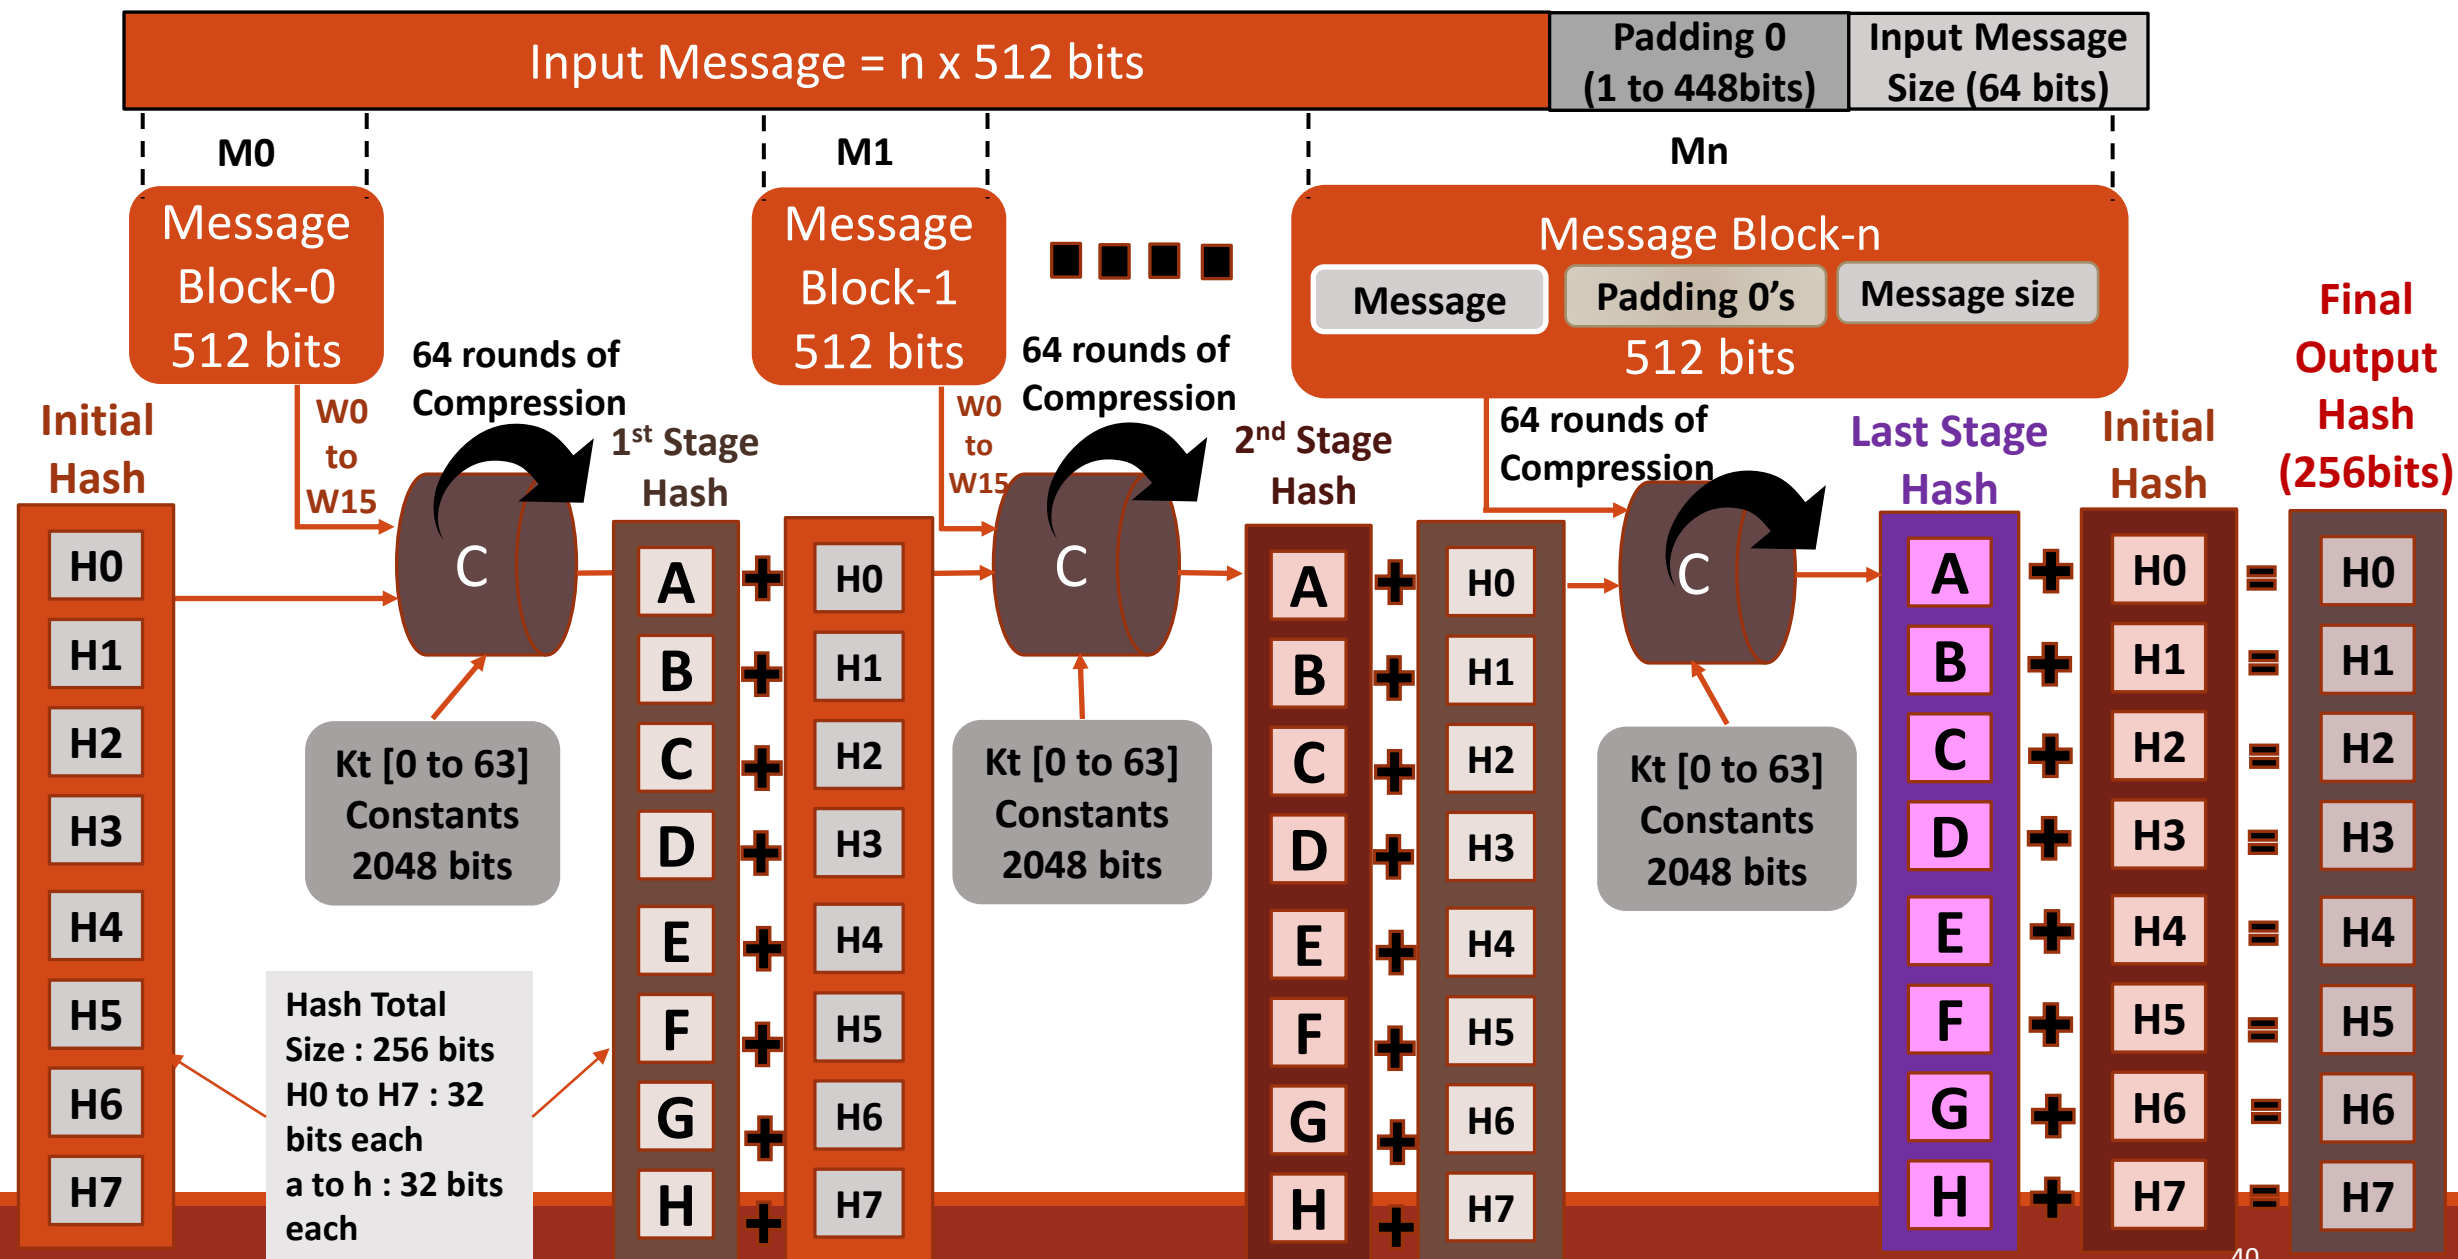 Input Message = n x 512 bits
Padding 0
(1 to 448bits)
Input Message
Size (64 bits)
M0
M1
Mn
Message
Block-0
512 bits
Message
Block-1
512 bits
Message Block-n
Message
Padding 0's
Message size
512 bits
64 rounds of
Compression
64 rounds of
Compression
64 rounds of
Compression
W0
to
W15
W0
to
W15
Initial
Hash
H0
H1
H2
H3
H4
H5
H6
H7
C
Kt [0 to 63]
Constants
2048 bits
Hash Total
Size : 256 bits
H0 to H7 : 32
bits each
a to h : 32 bits
each
1st Stage
Hash
A
B
C
D
E
F
G
H
+
+
+
+
+
+
+
+
H0
H1
H2
H3
H4
H5
H6
H7
C
Kt [0 to 63]
Constants
2048 bits
2nd Stage
Hash
A
B
C
D
E
F
G
H
+
+
+
+
+
+
+
+
H0
H1
H2
H3
H4
H5
H6
H7
C
Kt [0 to 63]
Constants
2048 bits
Last Stage
Hash
A
B
C
D
E
F
G
H
+
+
+
+
+
+
+
+
Initial
Hash
H0
H1
H2
H3
H4
H5
H6
H7
=
=
=
=
=
=
=
=
Final
Output
Hash
(256bits)
H0
H1
H2
H3
H4
H5
H6
H7
40